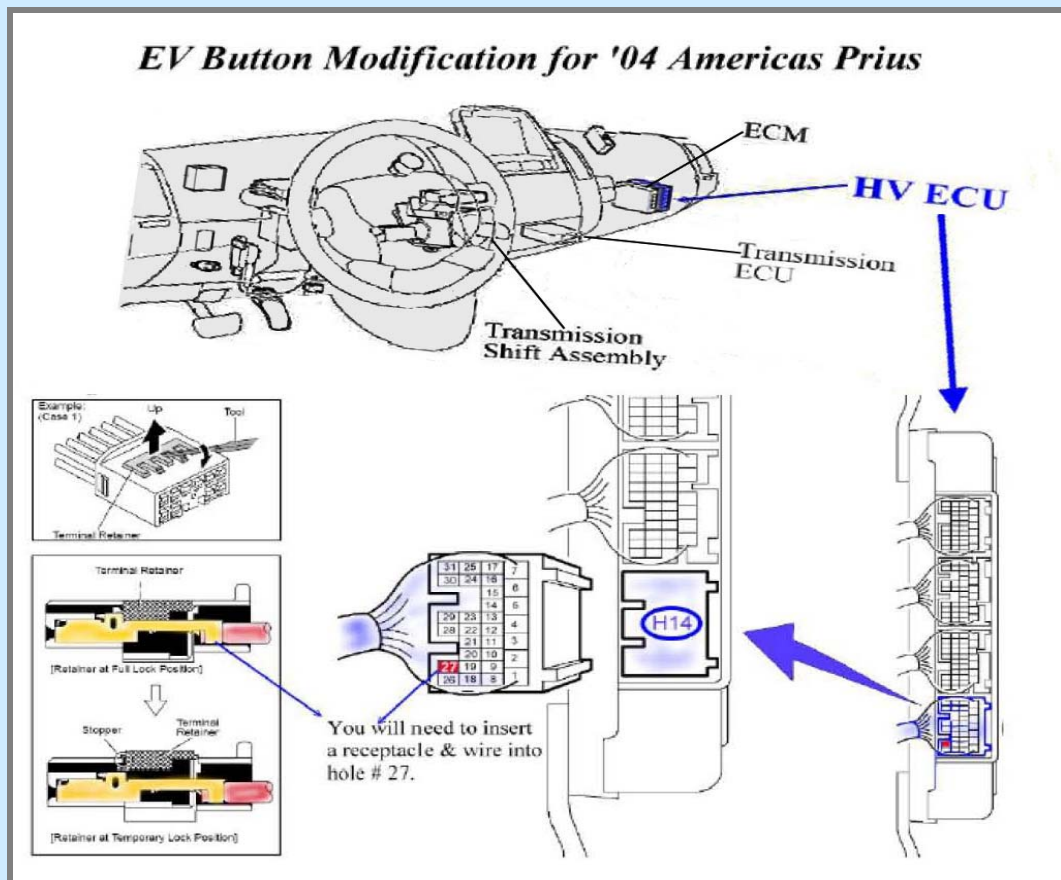 EV Button Modification for '04 Americas Prius
ECM
HV ECU
Transmission
ECU
Transmission
Shift Assembly
Example:
(Case 1)
Up
Tool
Terminal Retainer
Terminal Retainer
[Retainer at Full Lock Position]
Stopper
Terminal
Retainer
[Retainer at Temporary Lock Position]
31 25 17 7
30 24 16
15 6
14 5
29 23 13
28 22 12 4
21 11 3
20 10 2
27 19 9
26 18 8 1
H14
You will need to insert
a receptacle & wire into
hole # 27.